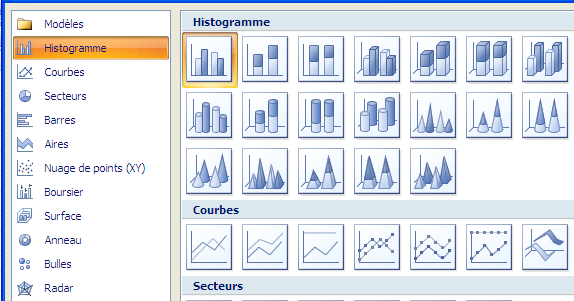 Modèles
Histogramme
Courbes
Secteurs
Barres
Aires
Nuage de points (XY)
Boursier
Surface
Anneau
Bulles
Radar
Histogramme
Courbes
Secteurs